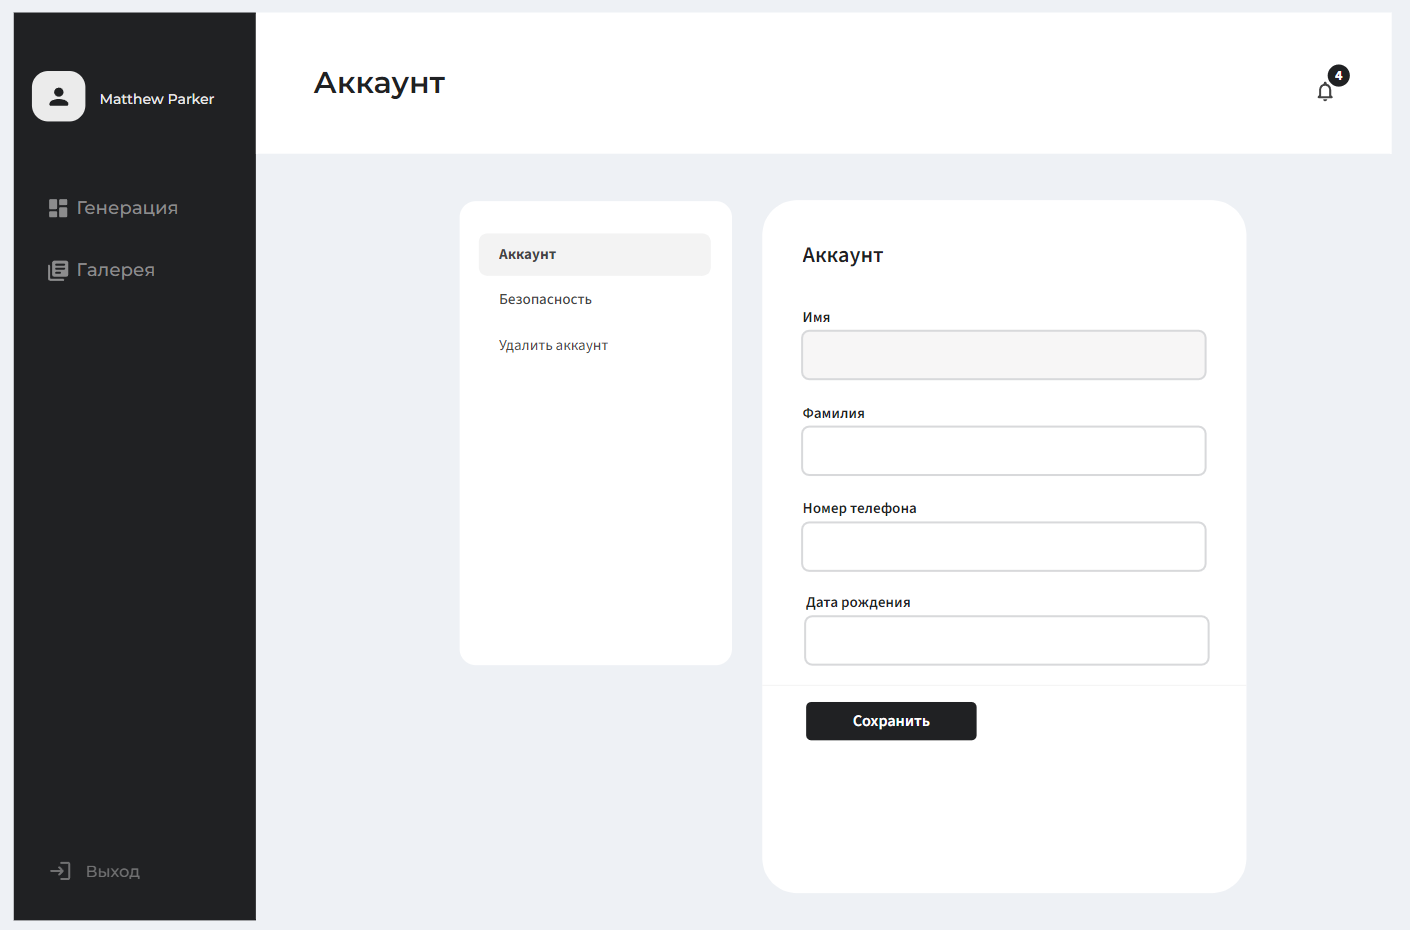 Matthew Parker
Генерация
Галерея
Выход
Аккаунт
4
Аккаунт
Безопасность
Удалить аккаунт
Аккаунт
Имя
Фамилия
Номер телефона
Дата рождения
Сохранить